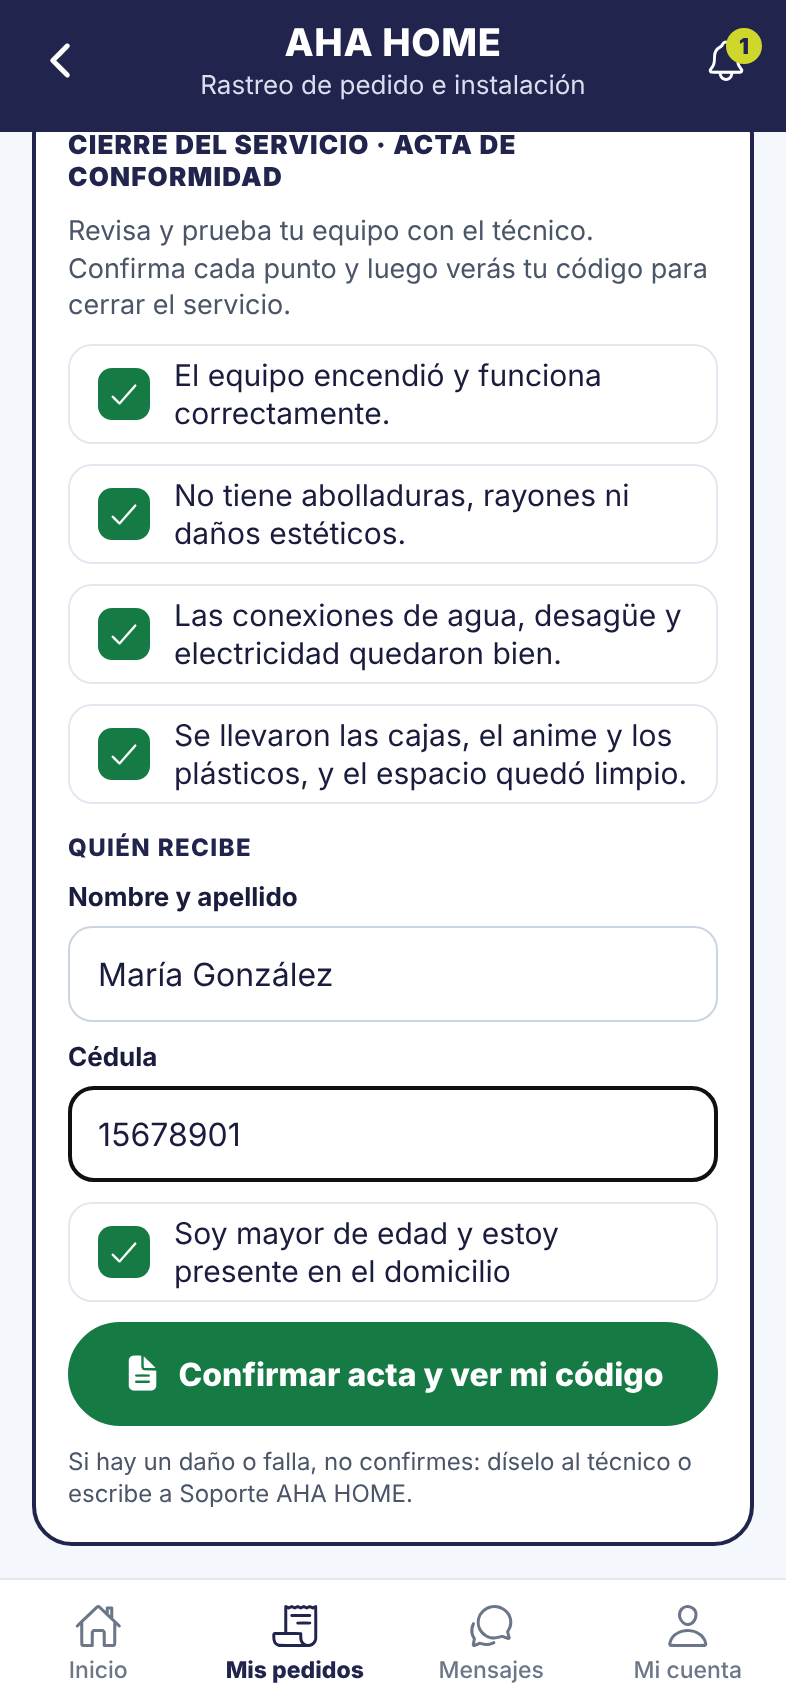 AHA HOME
Rastreo de pedido e instalación
1
CIERRE DEL SERVICIO · ACTA DE
CONFORMIDAD
Revisa y prueba tu equipo con el técnico.
Confirma cada punto y luego verás tu código para
cerrar el servicio.
El equipo encendió y funciona
correctamente.
No tiene abolladuras, rayones ni
daños estéticos.
Las conexiones de agua, desagüe y
electricidad quedaron bien.
Se llevaron las cajas, el anime y los
plásticos, y el espacio quedó limpio.
QUIÉN RECIBE
Nombre y apellido
María González
Cédula
15678901
Soy mayor de edad y estoy
presente en el domicilio
Confirmar acta y ver mi código
Si hay un daño o falla, no confirmes: díselo al técnico o
escribe a Soporte AHA HOME.
Inicio
Mis pedidos
Mensajes
Mi cuenta